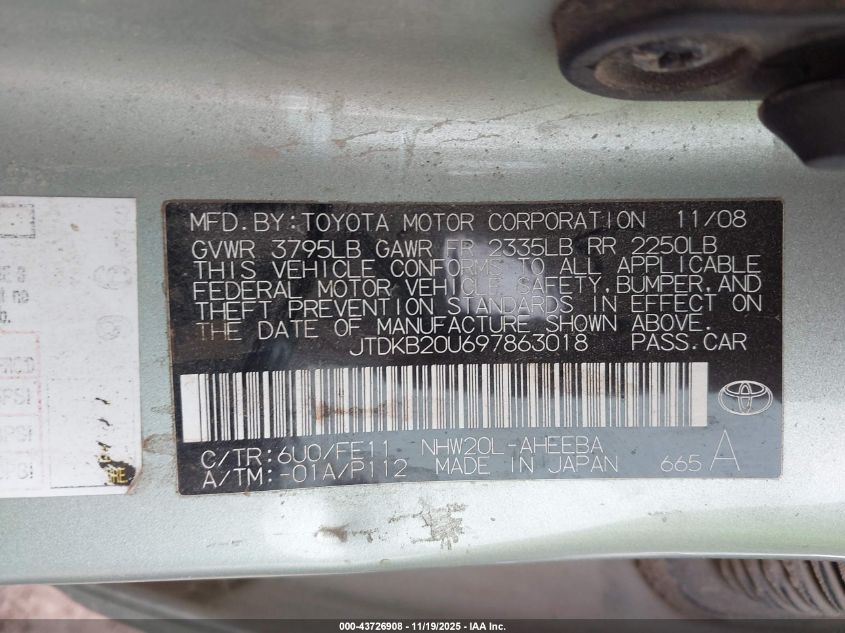 MFD. BY: TOYOTA MOTOR CORPORATION 11/08
GVWR 3795LB GAWR FR 2335LB RR 2250LB
THIS VEHICLE CONFORMS TO ALL APPLICABLE
FEDERAL MOTOR VEHICLE SAFETY, BUMPER, AND
THEFT PREVENTION STANDARDS IN EFFECT ON
THE DATE OF MANUFACTURE SHOWN ABOVE.
JTDKB20U697863018 PASS.CAR
C/TR: 6U0/FE11 NHW20L-AHEEBA
A/TM: -01A/P112 MADE IN JAPAN 665 A
000-43726908 - 11/19/2025 - IAA Inc.